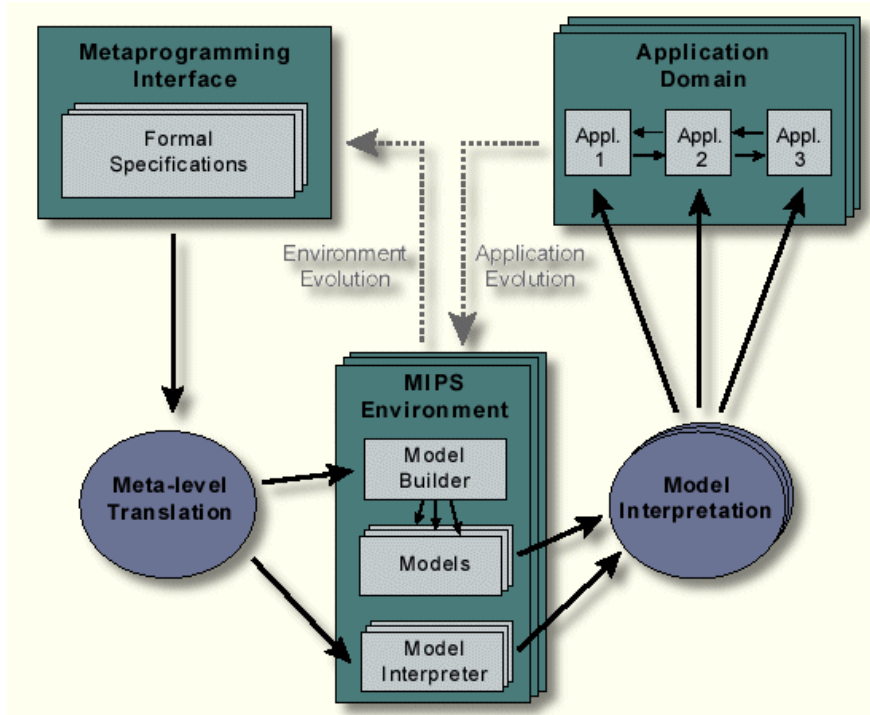 Metaprogramming
Interface
Formal
Specifications
Application
Domain
Appl.
1
Appl.
2
Appl.
3
Environment
Evolution
Application
Evolution
MIPS
Environment
Model
Builder
Models
Model
Interpreter
Meta-level
Translation
Model
Interpretation